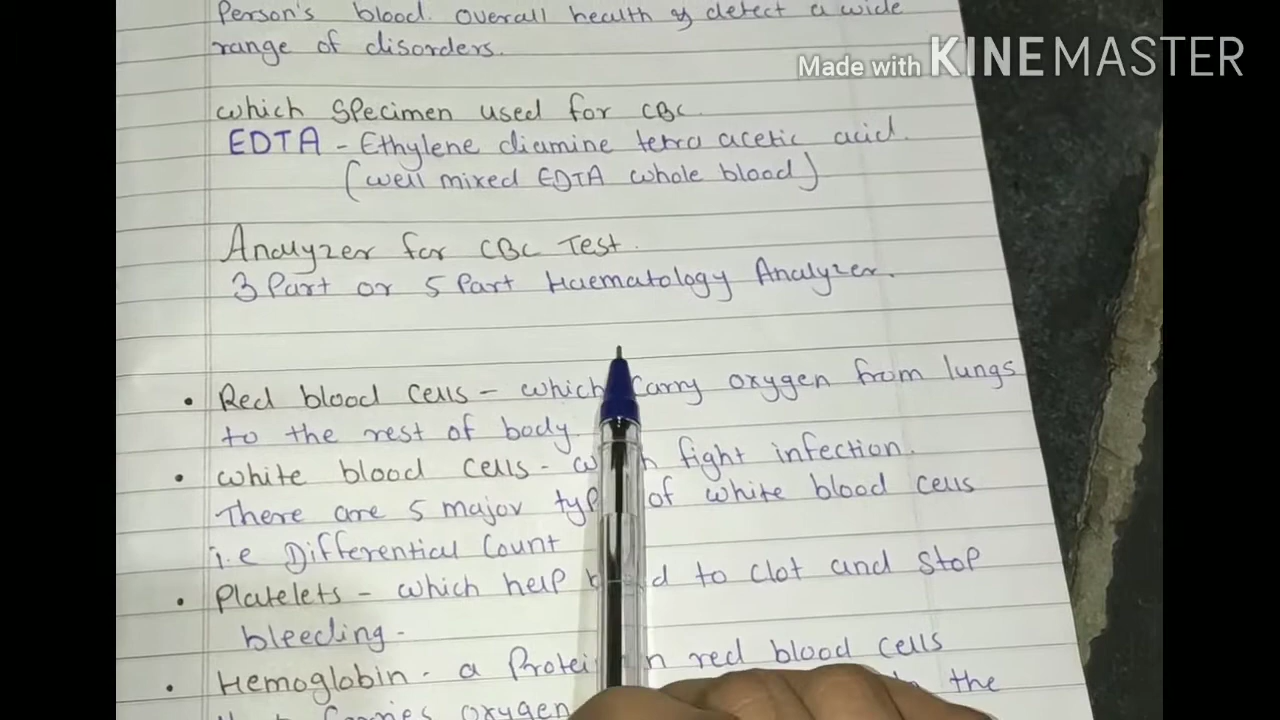 Person's blood. overall health & detect a wide
range of disorders.
Made with KINEMASTER
which specimen used for CBC.
EDTA - Ethylene diamine tetra acetic acid.
(well mixed EDTA whole blood)
Analyzer for CBC Test.
3 Part or 5 Part Haematology Analyzer.
• Red blood cells - which carry oxygen from lungs
to the rest of body
• white blood cells - fight infection.
There are 5 major of white blood cells
i.e Differential Count
• Platelets - which help to clot and stop
bleeding -
• Hemoglobin - a red blood cells
oxygen the